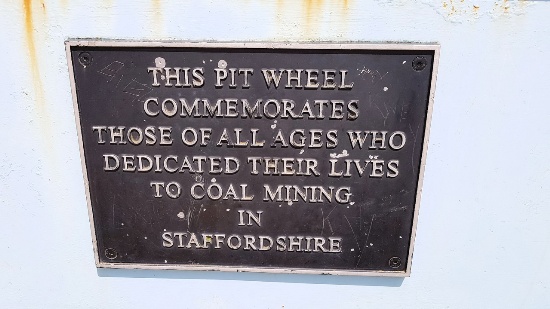 THIS PIT WHEEL
COMMEMORATES
THOSE OF ALL AGES WHO
DEDICATED THEIR LIVES
TO COAL MINING
IN
STAFFORDSHIRE